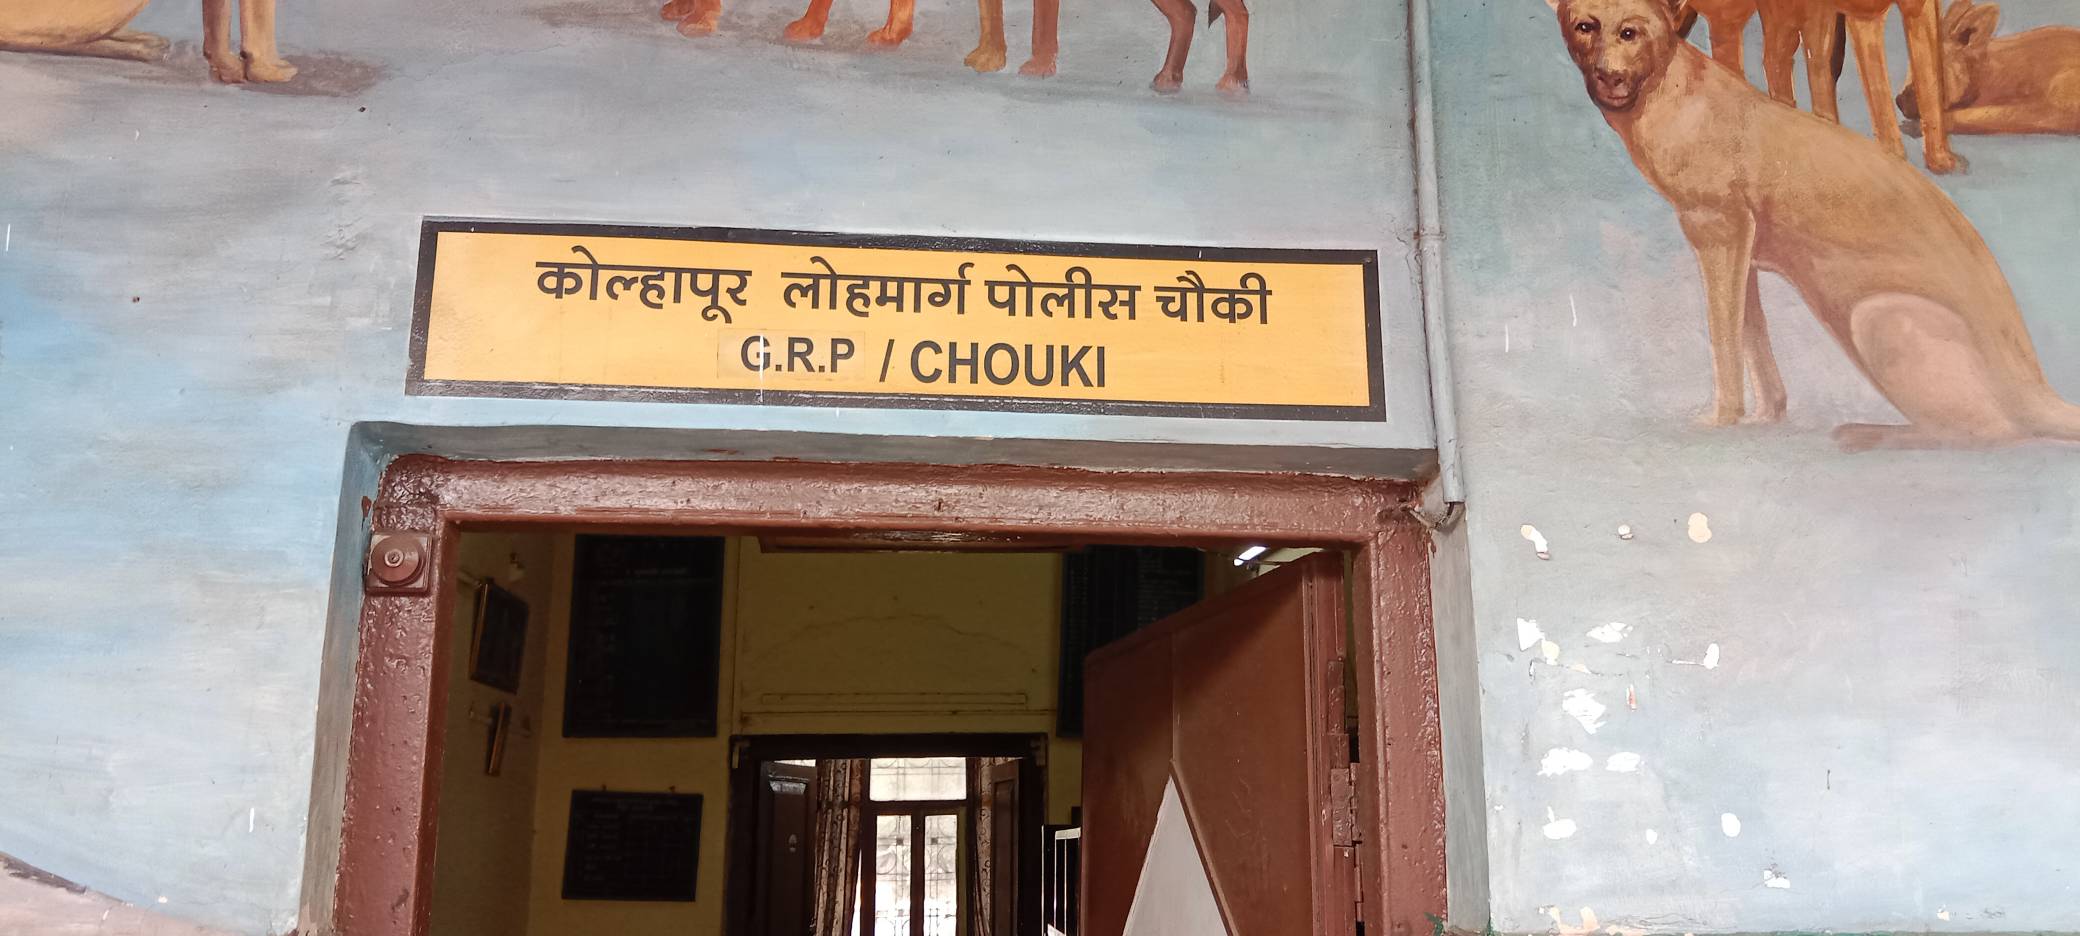 कोल्हापूर लोहमार्ग पोलीस चौकी
G.R.P / CHOUKI